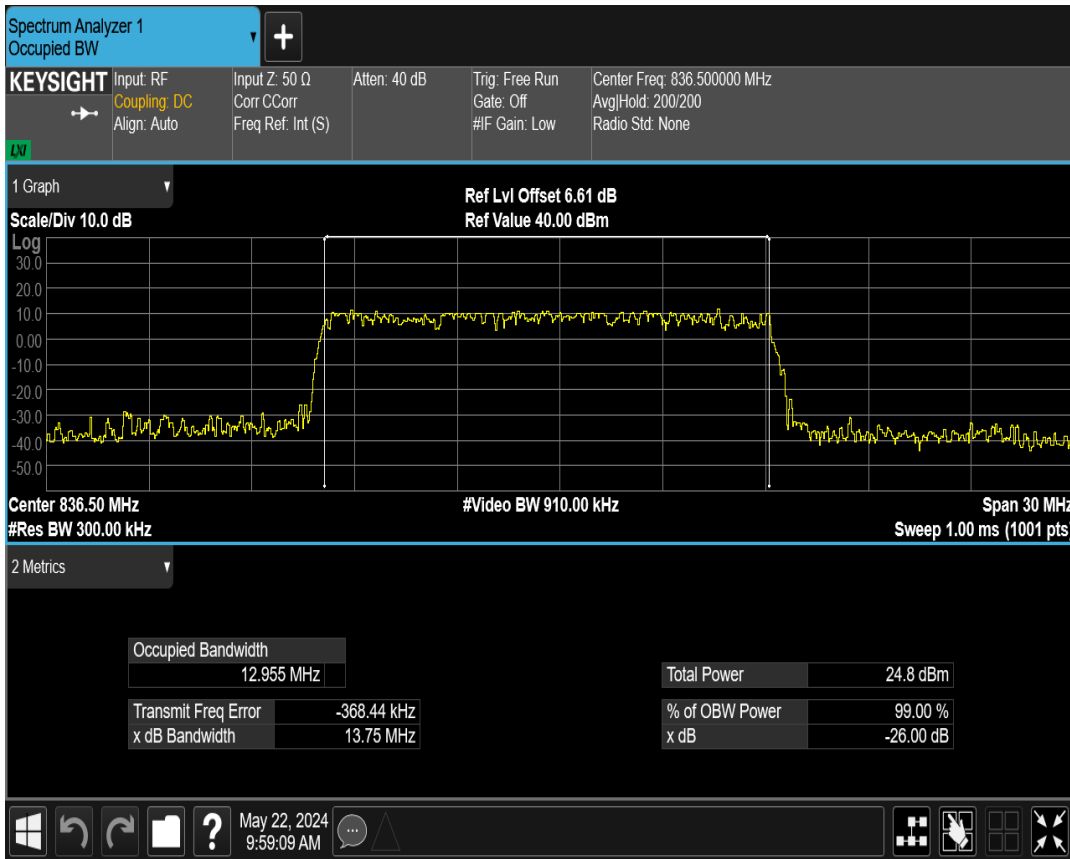 Spectrum Analyzer 1
Occupied BW
+
KEYSIGHT
Input: RF
Coupling: DC
Align: Auto
Input Z: 50 Ω
Corr CCorr
Freq Ref: Int (S)
Atten: 40 dB
Trig: Free Run
Gate: Off
#IF Gain: Low
Center Freq: 836.500000 MHz
Avg|Hold: 200/200
Radio Std: None
LXI
1 Graph
Ref Lvl Offset 6.61 dB
Scale/Div 10.0 dB
Ref Value 40.00 dBm
Log
30.0
20.0
10.0
0.00
-10.0
-20.0
-30.0
-40.0
-50.0
Center 836.50 MHz
#Video BW 910.00 kHz
Span 30 MHz
#Res BW 300.00 kHz
Sweep 1.00 ms (1001 pts)
2 Metrics
Occupied Bandwidth
12.955 MHz
Total Power 24.8 dBm
Transmit Freq Error -368.44 kHz
% of OBW Power 99.00 %
x dB Bandwidth 13.75 MHz
x dB -26.00 dB
?
May 22, 2024
9:59:09 AM